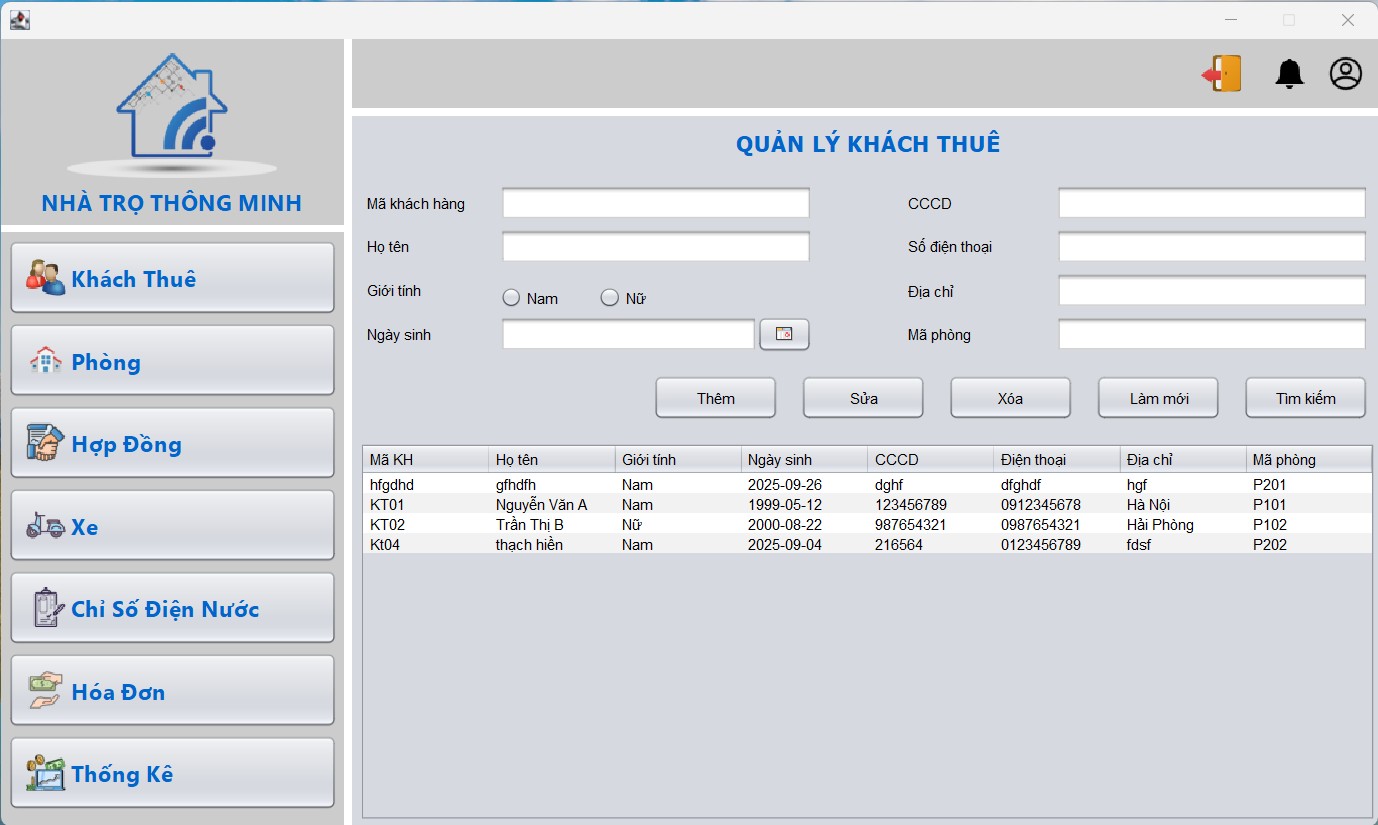 NHÀ TRỌ THÔNG MINH
Khách Thuê
Phòng
Hợp Đồng
Xe
Chỉ Số Điện Nước
Hóa Đơn
Thống Kê
QUẢN LÝ KHÁCH THUÊ
Mã khách hàng
CCCD
Họ tên
Số điện thoại
Giới tính
Nam
Nữ
Địa chỉ
Ngày sinh
Mã phòng
Thêm
Sửa
Xóa
Làm mới
Tìm kiếm
Mã KH Họ tên Giới tính Ngày sinh CCCD Điện thoại Địa chỉ Mã phòng
hfgdhd gfhdfh Nam 2025-09-26 dghf dfghdf hgf P201
KT01 Nguyễn Văn A Nam 1999-05-12 123456789 0912345678 Hà Nội P101
KT02 Trần Thị B Nữ 2000-08-22 987654321 0987654321 Hải Phòng P102
Kt04 thạch hiền Nam 2025-09-04 216564 0123456789 fdsf P202